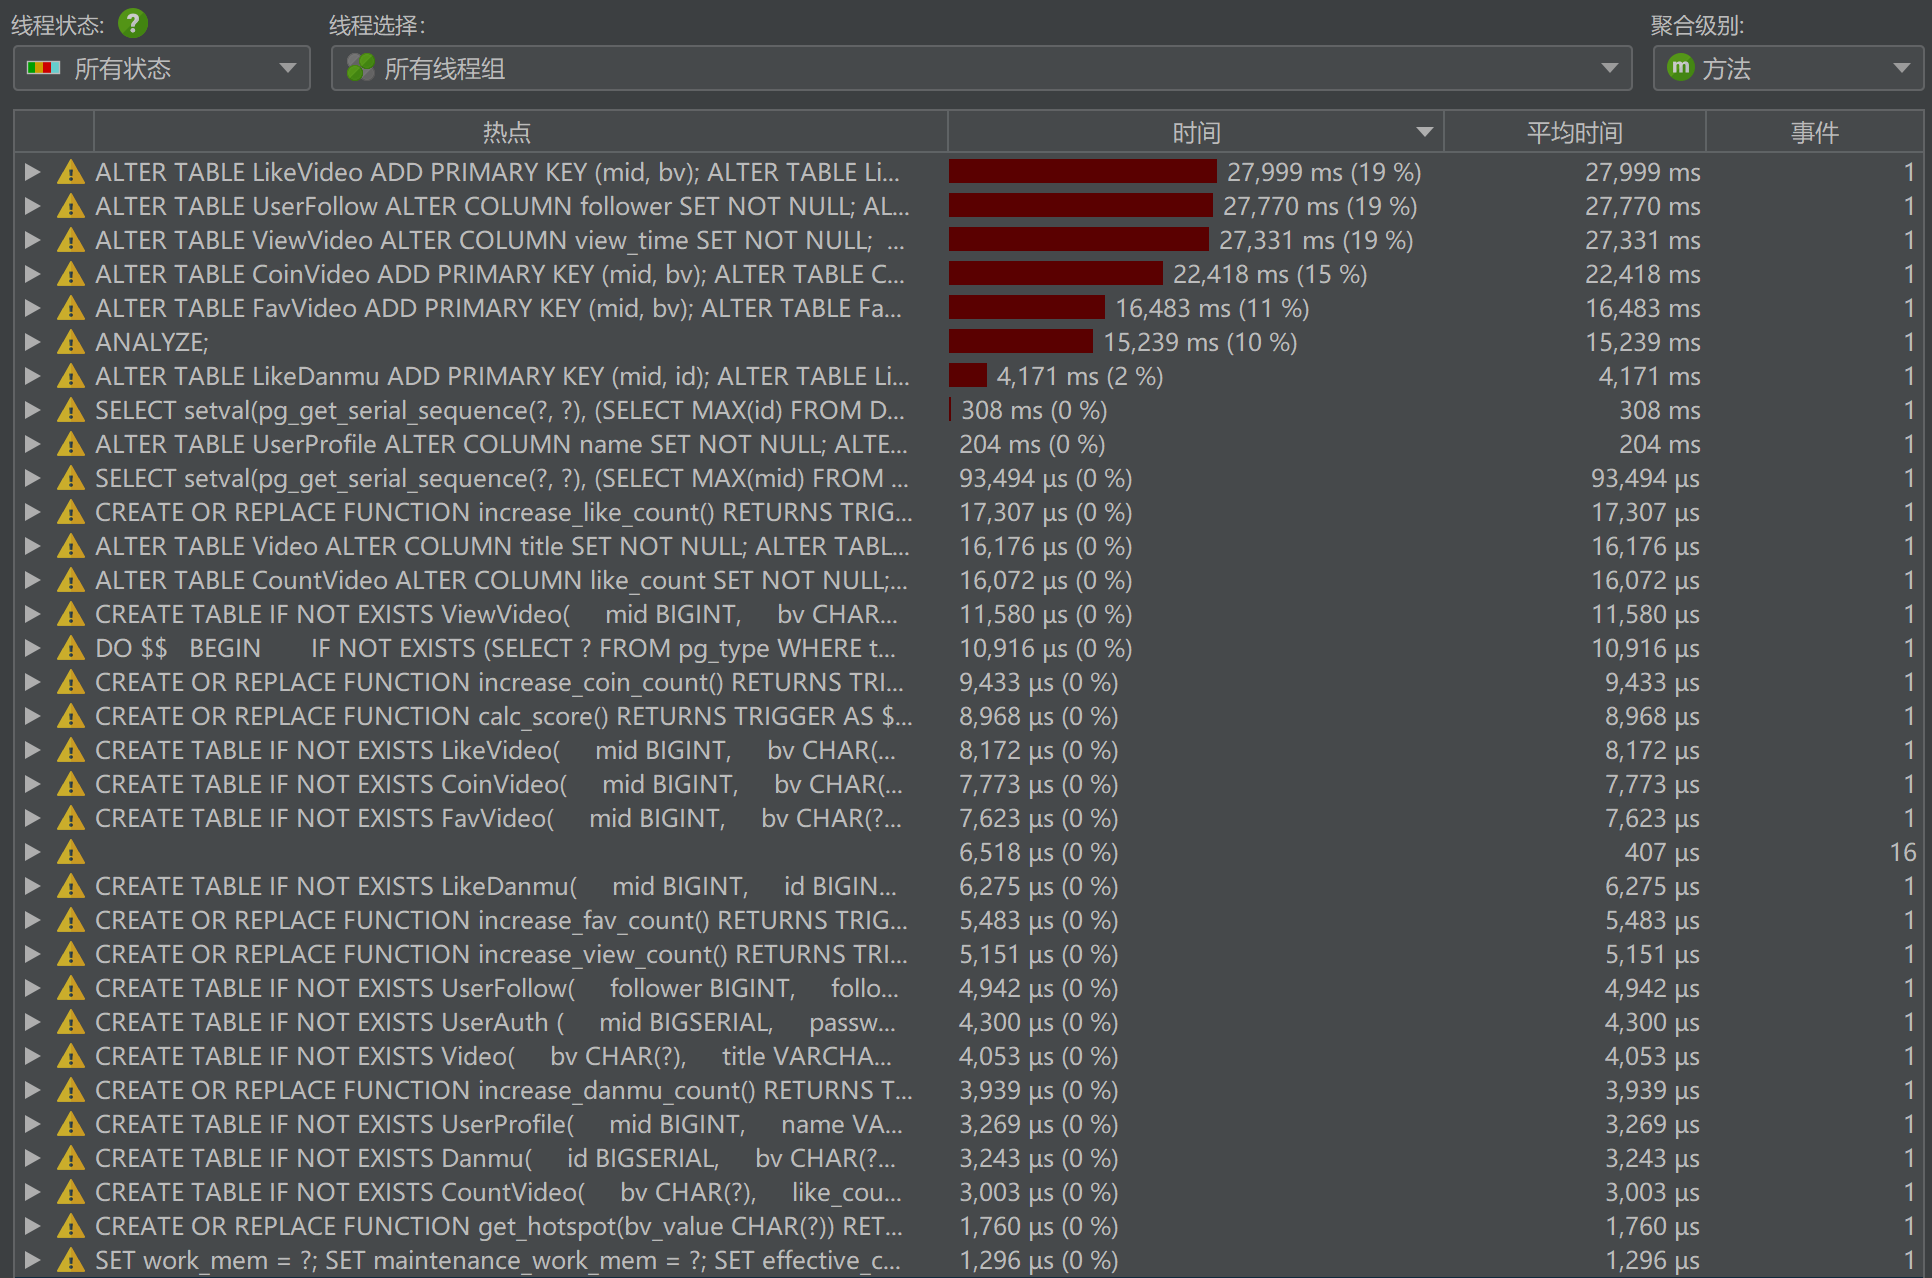 线程状态: ?
线程选择:
聚合级别:
所有状态
所有线程组
m 方法
热点 时间 平均时间 事件
ALTER TABLE LikeVideo ADD PRIMARY KEY (mid, bv); ALTER TABLE Li... 27,999 ms (19 %) 27,999 ms 1
ALTER TABLE UserFollow ALTER COLUMN follower SET NOT NULL; AL... 27,770 ms (19 %) 27,770 ms 1
ALTER TABLE ViewVideo ALTER COLUMN view_time SET NOT NULL; ... 27,331 ms (19 %) 27,331 ms 1
ALTER TABLE CoinVideo ADD PRIMARY KEY (mid, bv); ALTER TABLE C... 22,418 ms (15 %) 22,418 ms 1
ALTER TABLE FavVideo ADD PRIMARY KEY (mid, bv); ALTER TABLE Fa... 16,483 ms (11 %) 16,483 ms 1
ANALYZE; 15,239 ms (10 %) 15,239 ms 1
ALTER TABLE LikeDanmu ADD PRIMARY KEY (mid, id); ALTER TABLE Li... 4,171 ms (2 %) 4,171 ms 1
SELECT setval(pg_get_serial_sequence(?, ?), (SELECT MAX(id) FROM D... 308 ms (0 %) 308 ms 1
ALTER TABLE UserProfile ALTER COLUMN name SET NOT NULL; ALTE... 204 ms (0 %) 204 ms 1
SELECT setval(pg_get_serial_sequence(?, ?), (SELECT MAX(mid) FROM ... 93,494 µs (0 %) 93,494 µs 1
CREATE OR REPLACE FUNCTION increase_like_count() RETURNS TRIG... 17,307 µs (0 %) 17,307 µs 1
ALTER TABLE Video ALTER COLUMN title SET NOT NULL; ALTER TABL... 16,176 µs (0 %) 16,176 µs 1
ALTER TABLE CountVideo ALTER COLUMN like_count SET NOT NULL;... 16,072 µs (0 %) 16,072 µs 1
CREATE TABLE IF NOT EXISTS ViewVideo( mid BIGINT, bv CHAR... 11,580 µs (0 %) 11,580 µs 1
DO $$ BEGIN IF NOT EXISTS (SELECT ? FROM pg_type WHERE t... 10,916 µs (0 %) 10,916 µs 1
CREATE OR REPLACE FUNCTION increase_coin_count() RETURNS TRI... 9,433 µs (0 %) 9,433 µs 1
CREATE OR REPLACE FUNCTION calc_score() RETURNS TRIGGER AS $... 8,968 µs (0 %) 8,968 µs 1
CREATE TABLE IF NOT EXISTS LikeVideo( mid BIGINT, bv CHAR(... 8,172 µs (0 %) 8,172 µs 1
CREATE TABLE IF NOT EXISTS CoinVideo( mid BIGINT, bv CHAR(... 7,773 µs (0 %) 7,773 µs 1
CREATE TABLE IF NOT EXISTS FavVideo( mid BIGINT, bv CHAR(?... 7,623 µs (0 %) 7,623 µs 1
6,518 µs (0 %) 407 µs 16
CREATE TABLE IF NOT EXISTS LikeDanmu( mid BIGINT, id BIGIN... 6,275 µs (0 %) 6,275 µs 1
CREATE OR REPLACE FUNCTION increase_fav_count() RETURNS TRIG... 5,483 µs (0 %) 5,483 µs 1
CREATE OR REPLACE FUNCTION increase_view_count() RETURNS TRI... 5,151 µs (0 %) 5,151 µs 1
CREATE TABLE IF NOT EXISTS UserFollow( follower BIGINT, follo... 4,942 µs (0 %) 4,942 µs 1
CREATE TABLE IF NOT EXISTS UserAuth ( mid BIGSERIAL, passw... 4,300 µs (0 %) 4,300 µs 1
CREATE TABLE IF NOT EXISTS Video( bv CHAR(?), title VARCHA... 4,053 µs (0 %) 4,053 µs 1
CREATE OR REPLACE FUNCTION increase_danmu_count() RETURNS T... 3,939 µs (0 %) 3,939 µs 1
CREATE TABLE IF NOT EXISTS UserProfile( mid BIGINT, name VA... 3,269 µs (0 %) 3,269 µs 1
CREATE TABLE IF NOT EXISTS Danmu( id BIGSERIAL, bv CHAR(?... 3,243 µs (0 %) 3,243 µs 1
CREATE TABLE IF NOT EXISTS CountVideo( bv CHAR(?), like_cou... 3,003 µs (0 %) 3,003 µs 1
CREATE OR REPLACE FUNCTION get_hotspot(bv_value CHAR(?)) RET... 1,760 µs (0 %) 1,760 µs 1
SET work_mem = ?; SET maintenance_work_mem = ?; SET effective_c... 1,296 µs (0 %) 1,296 µs 1